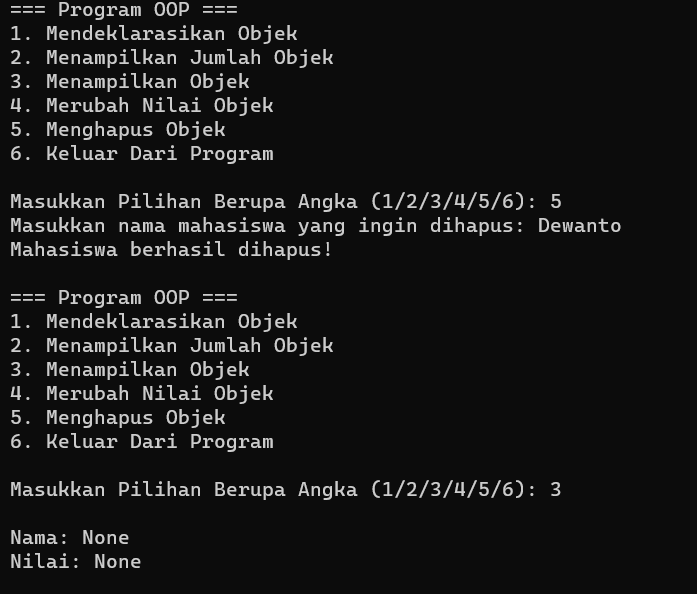 === Program OOP ===
1. Mendeklarasikan Objek
2. Menampilkan Jumlah Objek
3. Menampilkan Objek
4. Merubah Nilai Objek
5. Menghapus Objek
6. Keluar Dari Program
Masukkan Pilihan Berupa Angka (1/2/3/4/5/6): 5
Masukkan nama mahasiswa yang ingin dihapus: Dewanto
Mahasiswa berhasil dihapus!
=== Program OOP ===
1. Mendeklarasikan Objek
2. Menampilkan Jumlah Objek
3. Menampilkan Objek
4. Merubah Nilai Objek
5. Menghapus Objek
6. Keluar Dari Program
Masukkan Pilihan Berupa Angka (1/2/3/4/5/6): 3
Nama: None
Nilai: None